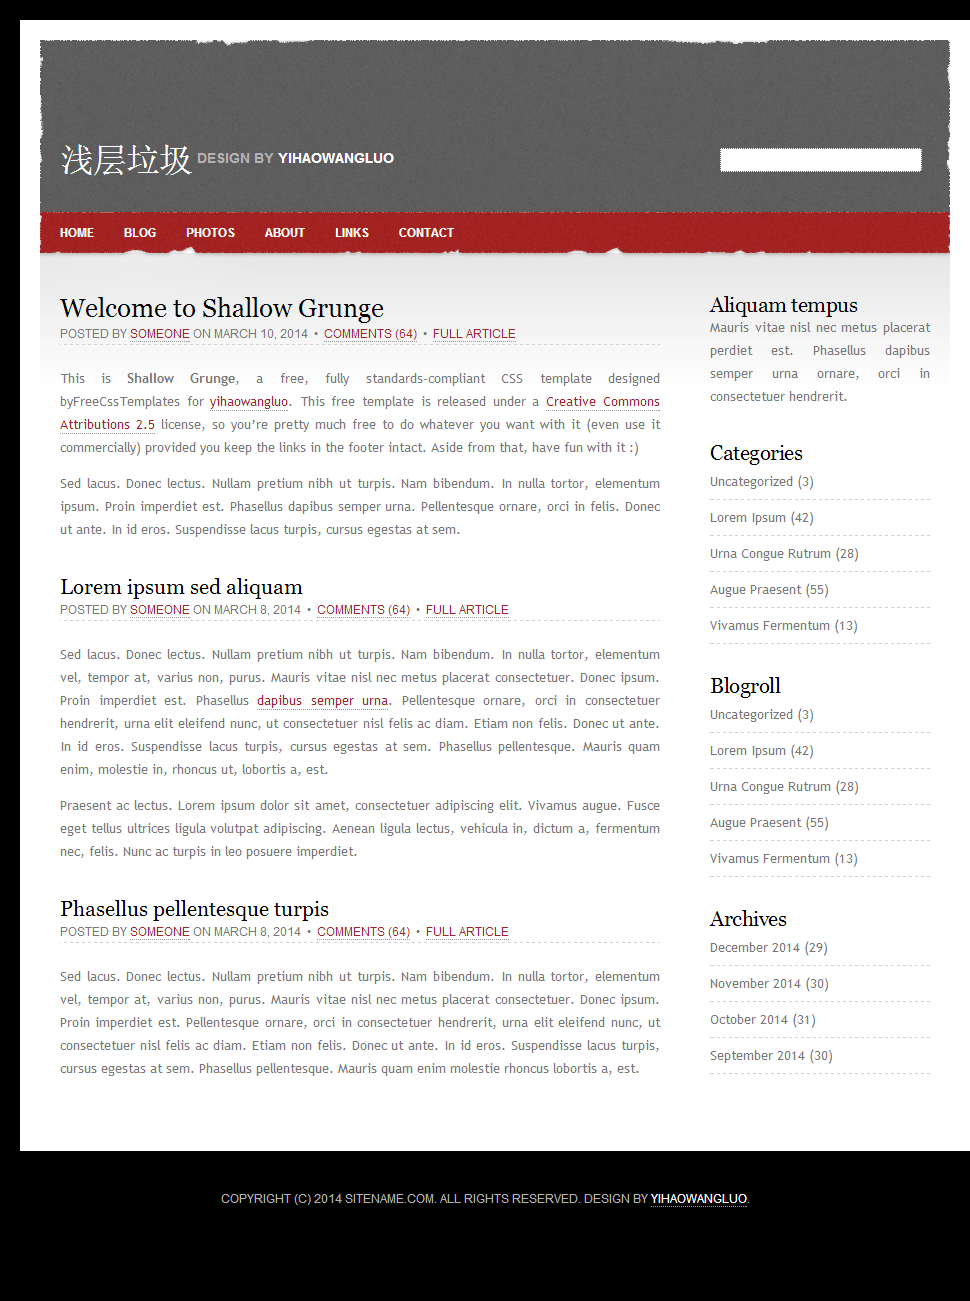 浅层垃圾 DESIGN BY YIHAOWANGLUO
HOME BLOG PHOTOS ABOUT LINKS CONTACT
Welcome to Shallow Grunge
POSTED BY SOMEONE ON MARCH 10, 2014 • COMMENTS (64) • FULL ARTICLE
This is Shallow Grunge, a free, fully standards-compliant CSS template designed
byFreeCssTemplates for yihaowangluo. This free template is released under a Creative Commons
Attributions 2.5 license, so you’re pretty much free to do whatever you want with it (even use it
commercially) provided you keep the links in the footer intact. Aside from that, have fun with it :)
Sed lacus. Donec lectus. Nullam pretium nibh ut turpis. Nam bibendum. In nulla tortor, elementum
ipsum. Proin imperdiet est. Phasellus dapibus semper urna. Pellentesque ornare, orci in felis. Donec
ut ante. In id eros. Suspendisse lacus turpis, cursus egestas at sem.
Lorem ipsum sed aliquam
POSTED BY SOMEONE ON MARCH 8, 2014 • COMMENTS (64) • FULL ARTICLE
Sed lacus. Donec lectus. Nullam pretium nibh ut turpis. Nam bibendum. In nulla tortor, elementum
vel, tempor at, varius non, purus. Mauris vitae nisl nec metus placerat consectetuer. Donec ipsum.
Proin imperdiet est. Phasellus dapibus semper urna. Pellentesque ornare, orci in consectetuer
hendrerit, urna elit eleifend nunc, ut consectetuer nisl felis ac diam. Etiam non felis. Donec ut ante.
In id eros. Suspendisse lacus turpis, cursus egestas at sem. Phasellus pellentesque. Mauris quam
enim, molestie in, rhoncus ut, lobortis a, est.
Praesent ac lectus. Lorem ipsum dolor sit amet, consectetuer adipiscing elit. Vivamus augue. Fusce
eget tellus ultrices ligula volutpat adipiscing. Aenean ligula lectus, vehicula in, dictum a, fermentum
nec, felis. Nunc ac turpis in leo posuere imperdiet.
Phasellus pellentesque turpis
POSTED BY SOMEONE ON MARCH 8, 2014 • COMMENTS (64) • FULL ARTICLE
Sed lacus. Donec lectus. Nullam pretium nibh ut turpis. Nam bibendum. In nulla tortor, elementum
vel, tempor at, varius non, purus. Mauris vitae nisl nec metus placerat consectetuer. Donec ipsum.
Proin imperdiet est. Pellentesque ornare, orci in consectetuer hendrerit, urna elit eleifend nunc, ut
consectetuer nisl felis ac diam. Etiam non felis. Donec ut ante. In id eros. Suspendisse lacus turpis,
cursus egestas at sem. Phasellus pellentesque. Mauris quam enim molestie rhoncus lobortis a, est.
Aliquam tempus
Mauris vitae nisl nec metus placerat
perdiet est. Phasellus dapibus
semper urna ornare, orci in
consectetuer hendrerit.
Categories
Uncategorized (3)
Lorem Ipsum (42)
Urna Congue Rutrum (28)
Augue Praesent (55)
Vivamus Fermentum (13)
Blogroll
Uncategorized (3)
Lorem Ipsum (42)
Urna Congue Rutrum (28)
Augue Praesent (55)
Vivamus Fermentum (13)
Archives
December 2014 (29)
November 2014 (30)
October 2014 (31)
September 2014 (30)
COPYRIGHT (C) 2014 SITENAME.COM. ALL RIGHTS RESERVED. DESIGN BY YIHAOWANGLUO.